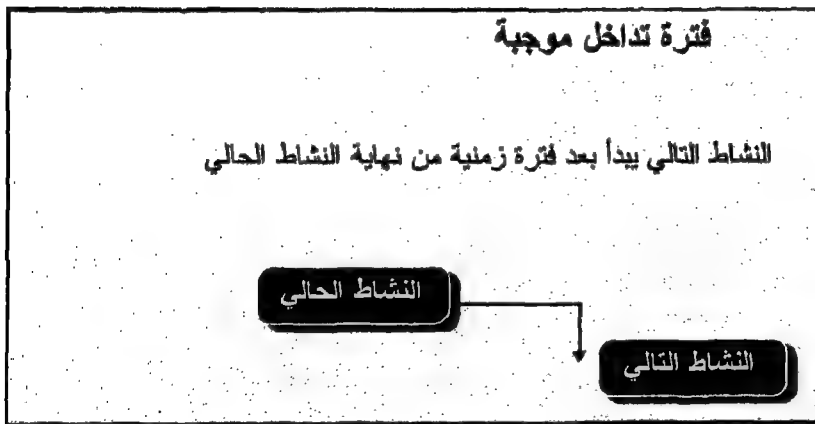 فترة تداخل موجبة
النشاط التالي يبدأ بعد فترة زمنية من نهاية النشاط الحالي
النشاط الحالي
النشاط التالي